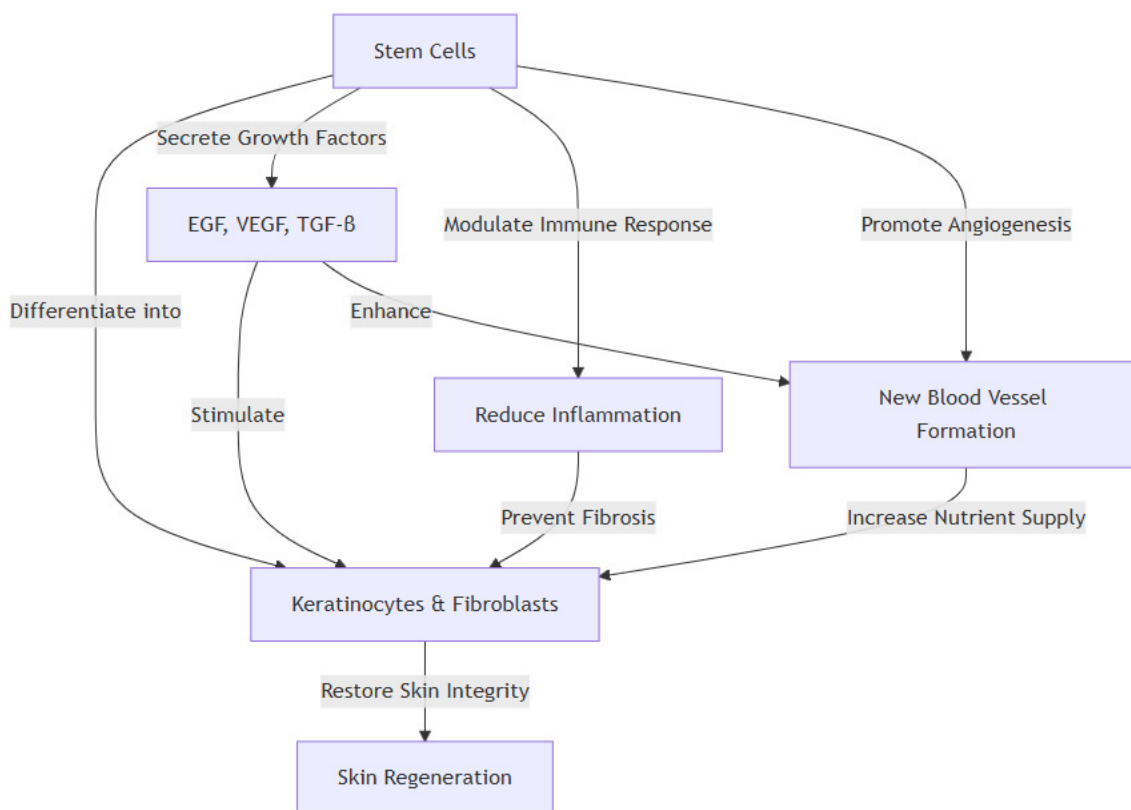 Stem Cells
Secrete Growth Factors
EGF, VEGF, TGF-β
Modulate Immune Response
Promote Angiogenesis
Differentiate into
Enhance
Stimulate
Reduce Inflammation
New Blood Vessel
Formation
Prevent Fibrosis
Increase Nutrient Supply
Keratinocytes & Fibroblasts
Restore Skin Integrity
Skin Regeneration